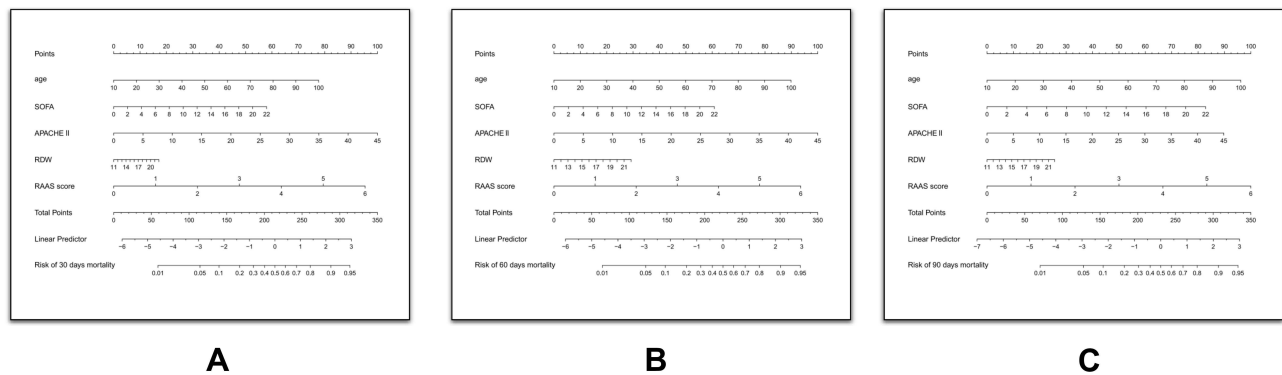 Points 0 10 20 30 40 50 60 70 80 90 100
age 10 20 30 40 50 60 70 80 90 100
SOFA 0 2 4 6 8 10 12 14 16 18 20 22
APACHE II 0 5 10 15 20 25 30 35 40 45
RDW 11 14 17 20
1 3 5
RAAS score
0 2 4 6
Total Points 0 50 100 150 200 250 300 350
Linear Predictor −6 −5 −4 −3 −2 −1 0 1 2 3
Risk of 30 days mortality 0.01 0.05 0.1 0.2 0.3 0.4 0.5 0.6 0.7 0.8 0.9 0.95
A
Points 0 10 20 30 40 50 60 70 80 90 100
age 10 20 30 40 50 60 70 80 90 100
SOFA 0 2 4 6 8 10 12 14 16 18 20 22
APACHE II 0 5 10 15 20 25 30 35 40 45
RDW 11 13 15 17 19 21
1 3 5
RAAS score
0 2 4 6
Total Points 0 50 100 150 200 250 300 350
Linear Predictor −6 −5 −4 −3 −2 −1 0 1 2 3
Risk of 60 days mortality 0.01 0.05 0.1 0.2 0.3 0.4 0.5 0.6 0.7 0.8 0.9 0.95
B
Points 0 10 20 30 40 50 60 70 80 90 100
age 10 20 30 40 50 60 70 80 90 100
SOFA 0 2 4 6 8 10 12 14 16 18 20 22
APACHE II 0 5 10 15 20 25 30 35 40 45
RDW 11 13 15 17 19 21
1 3 5
RAAS score
0 2 4 6
Total Points 0 50 100 150 200 250 300 350
Linear Predictor −7 −6 −5 −4 −3 −2 −1 0 1 2 3
Risk of 90 days mortality 0.01 0.05 0.1 0.2 0.3 0.4 0.5 0.6 0.7 0.8 0.9 0.95
C